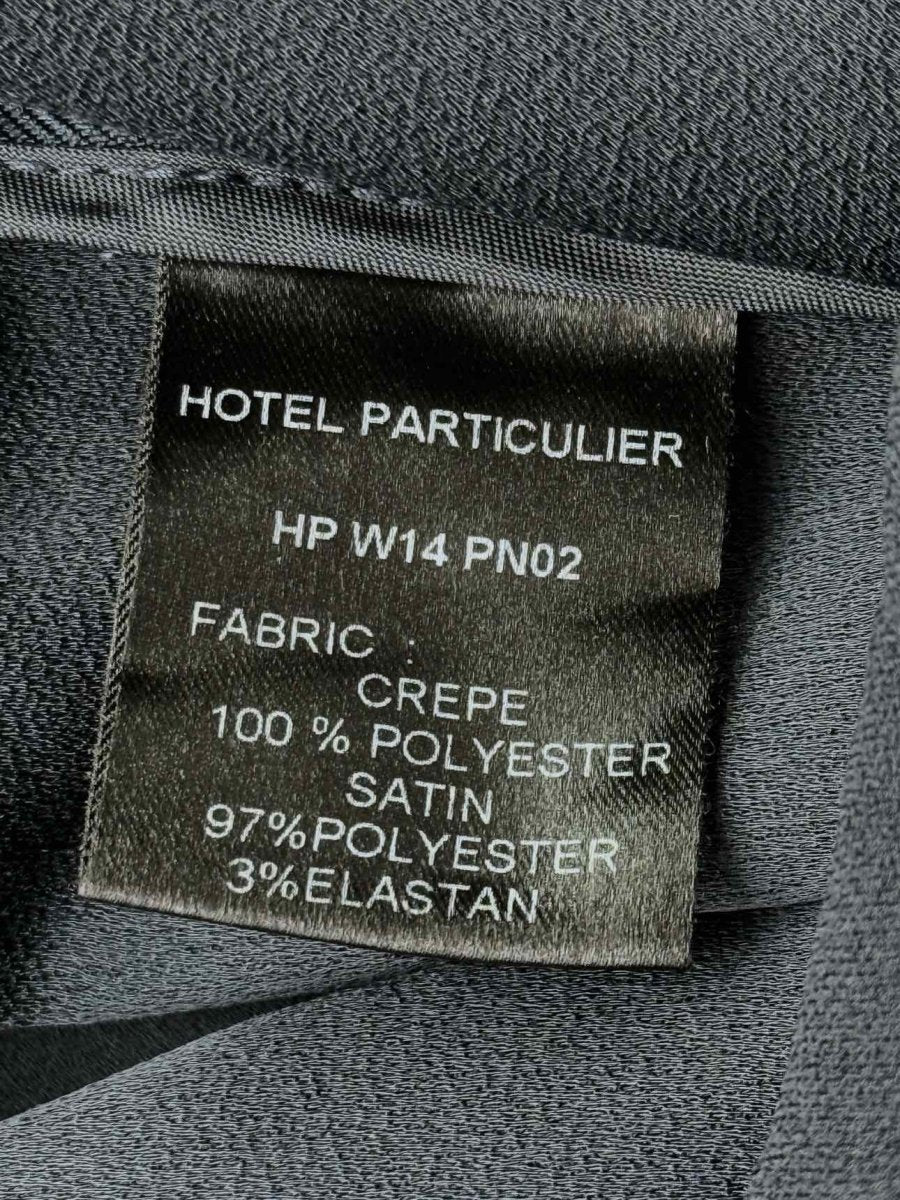 HOTEL PARTICULIER
HP W14 PN02
FABRIC :
CREPE
100 % POLYESTER
SATIN
97%POLYESTER
3%ELASTAN